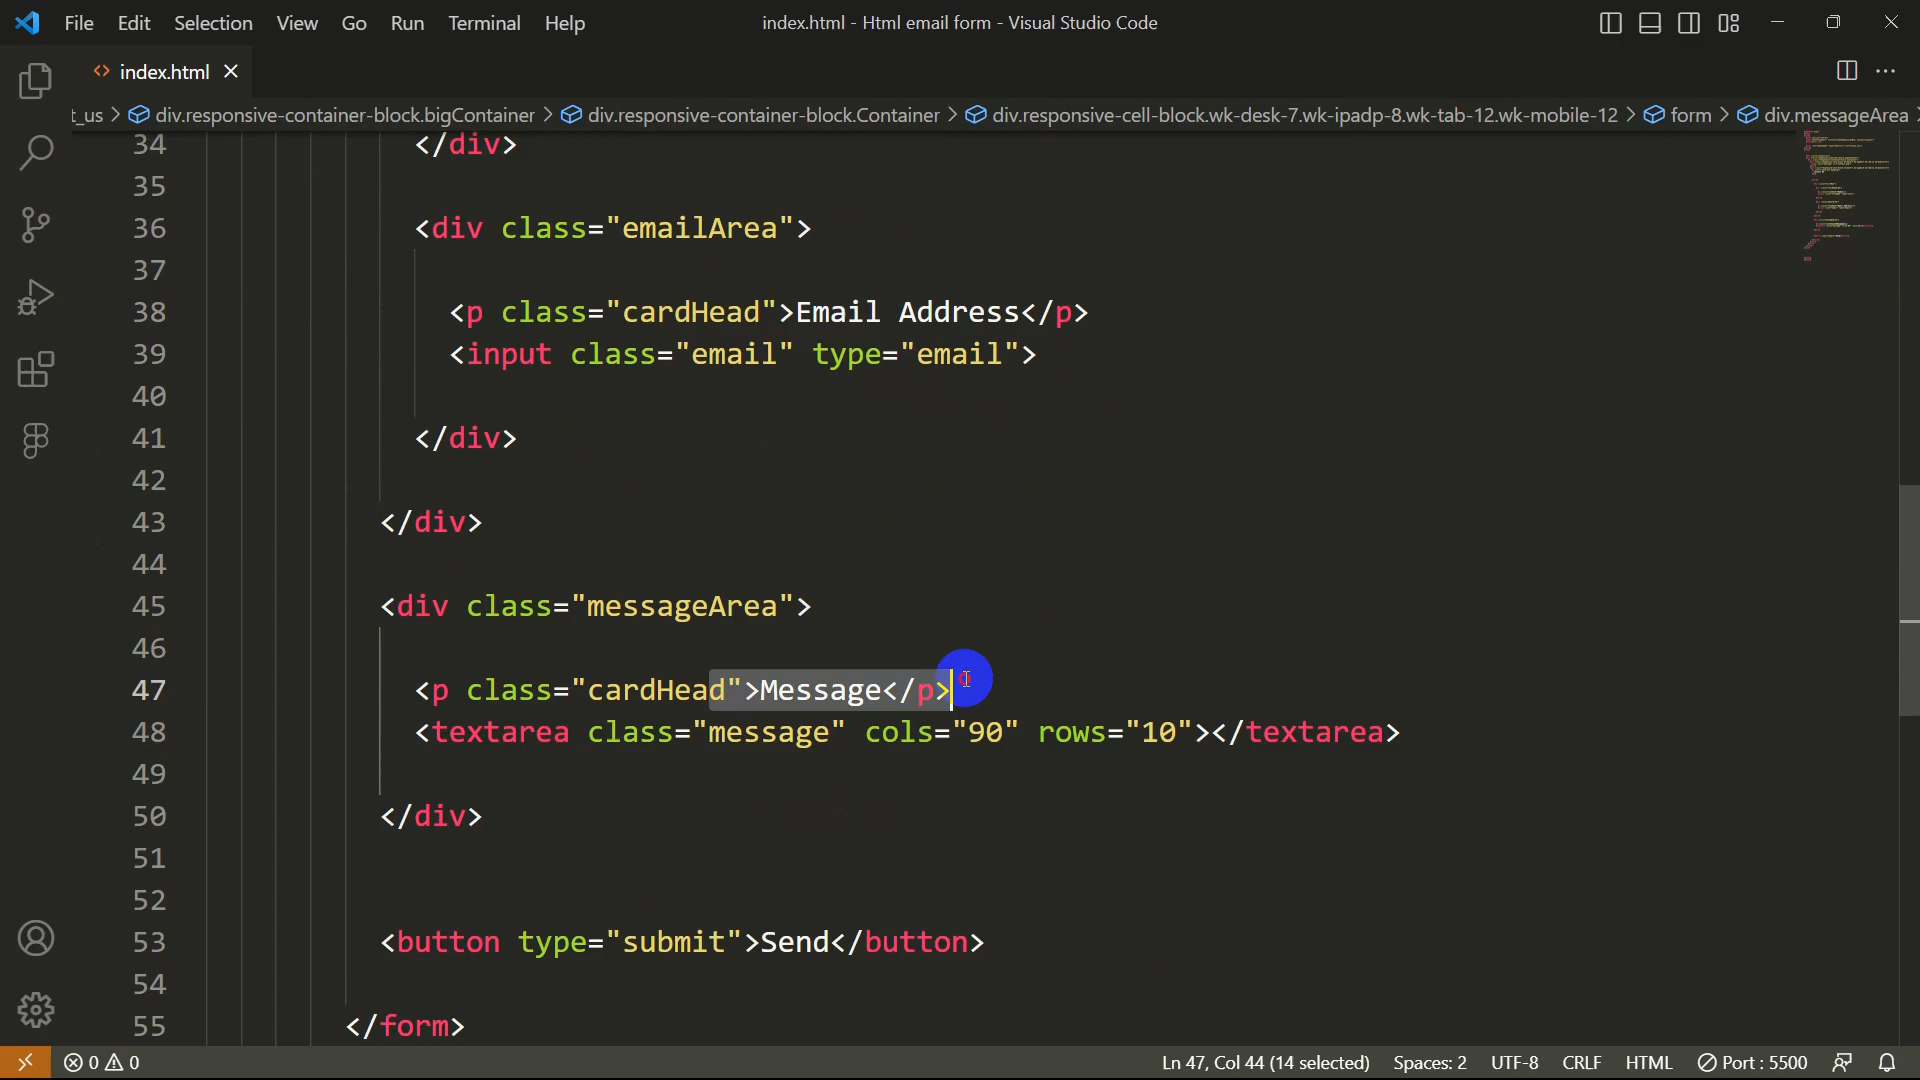 File Edit Selection View Go Run Terminal Help index.html - Html email form - Visual Studio Code
index.html
t_us > div.responsive-container-block.bigContainer > div.responsive-container-block.Container > div.responsive-cell-block.wk-desk-7.wk-ipadp-8.wk-tab-12.wk-mobile-12 > form > div.messageArea >
34 </div>
35
36 <div class="emailArea">
37
38 <p class="cardHead">Email Address</p>
39 <input class="email" type="email">
40
41 </div>
42
43 </div>
44
45 <div class="messageArea">
46
47 <p class="cardHead">Message</p>
48 <textarea class="message" cols="90" rows="10"></textarea>
49
50 </div>
51
52
53 <button type="submit">Send</button>
54
55 </form>
0 0 Ln 47, Col 44 (14 selected) Spaces: 2 UTF-8 CRLF HTML Port : 5500